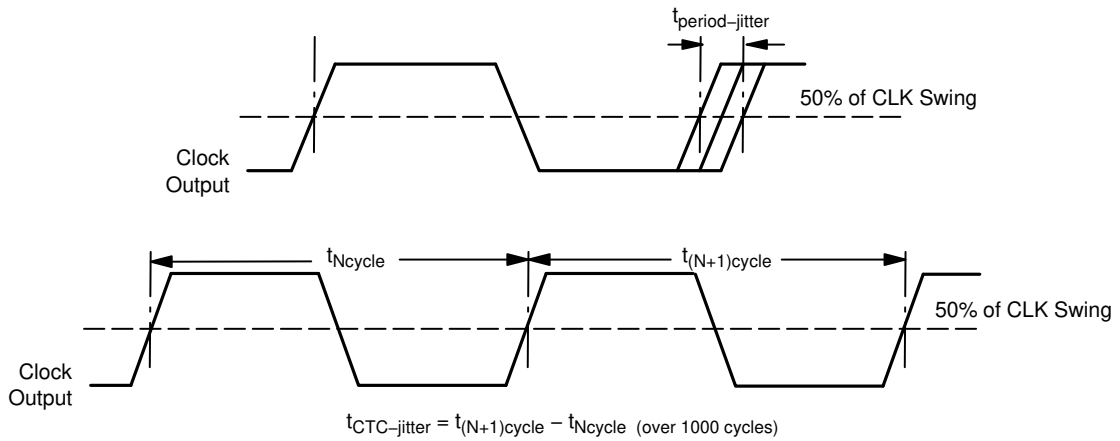 tperiod–jitter
50% of CLK Swing
Clock
Output
tNcycle
t(N+1)cycle
50% of CLK Swing
Clock
Output
tCTC–jitter = t(N+1)cycle – tNcycle (over 1000 cycles)